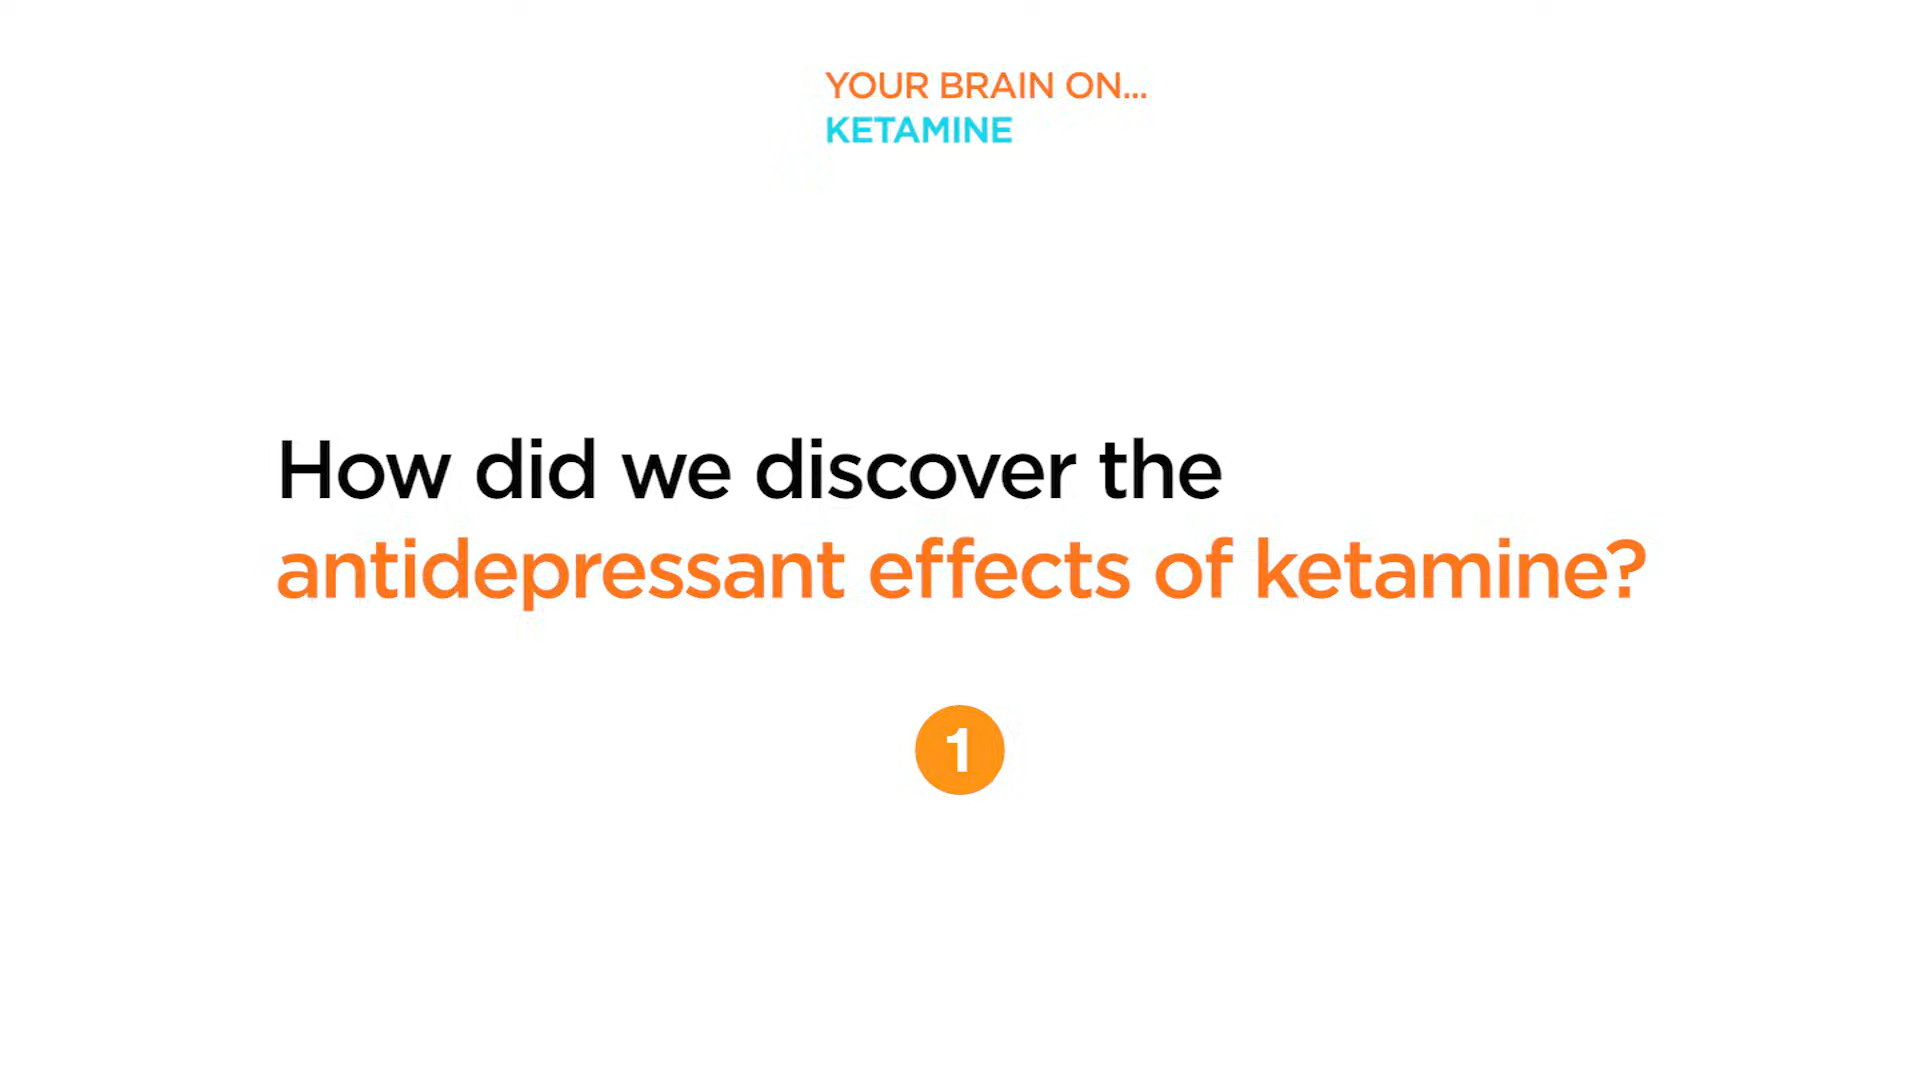 YOUR BRAIN ON...
KETAMINE
How did we discover the
antidepressant effects of ketamine?
1